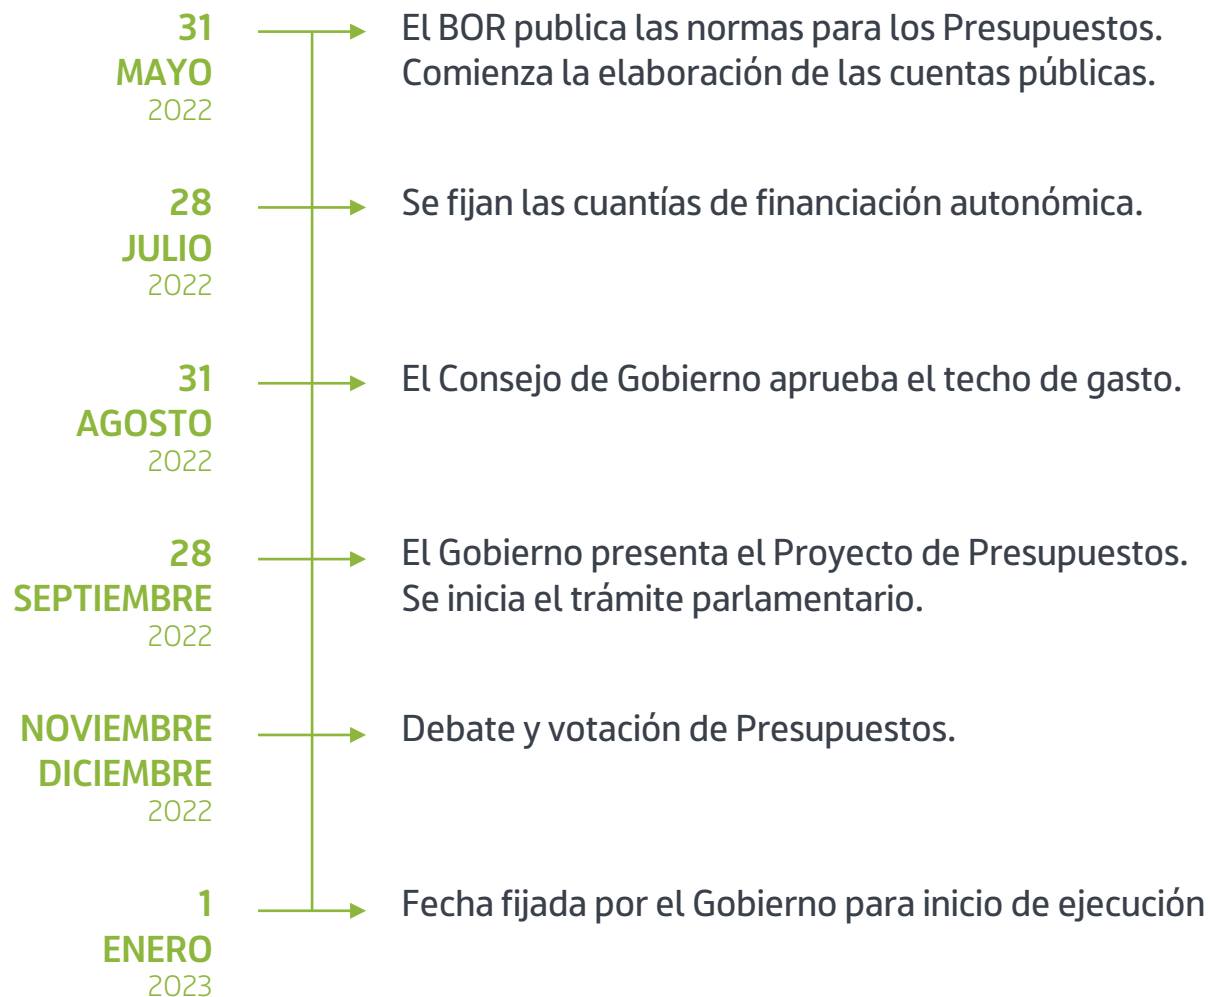 31
MAYO
2022
El BOR publica las normas para los Presupuestos.
Comienza la elaboración de las cuentas públicas.
28
JULIO
2022
Se fijan las cuantías de financiación autonómica.
31
AGOSTO
2022
El Consejo de Gobierno aprueba el techo de gasto.
28
SEPTIEMBRE
2022
El Gobierno presenta el Proyecto de Presupuestos.
Se inicia el trámite parlamentario.
NOVIEMBRE
DICIEMBRE
2022
Debate y votación de Presupuestos.
1
ENERO
2023
Fecha fijada por el Gobierno para inicio de ejecución